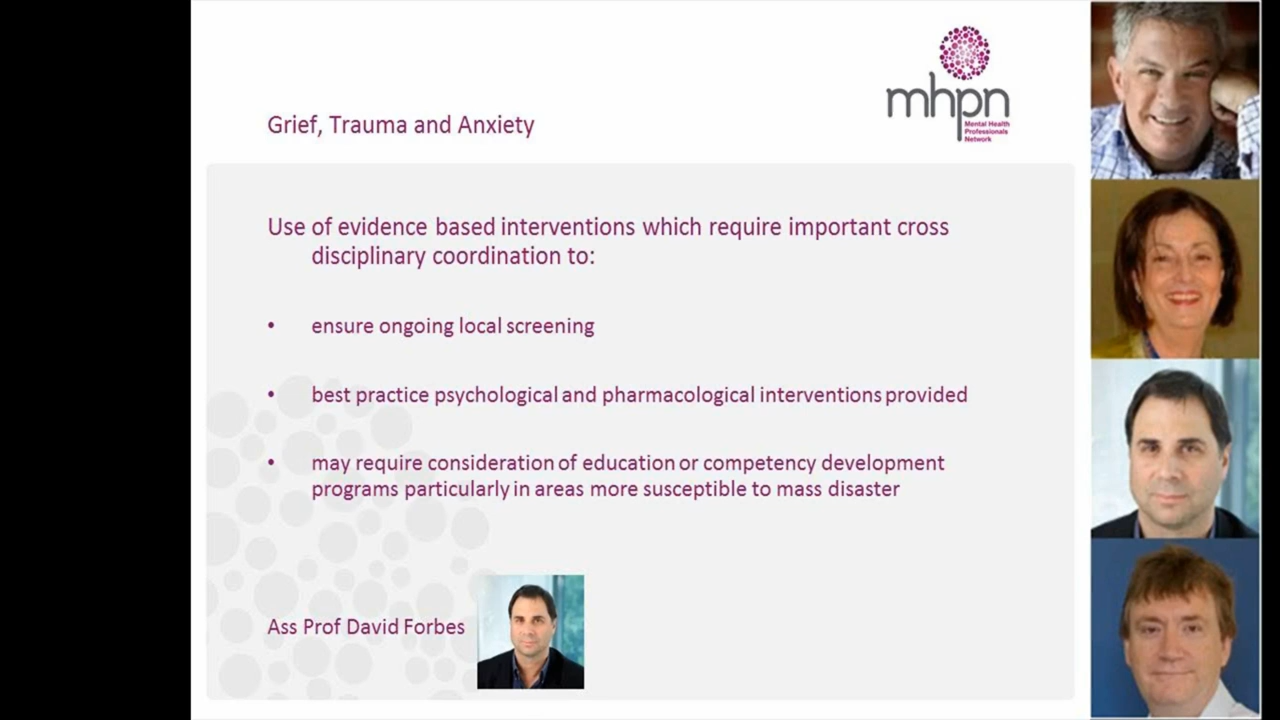 mhpn
Mental Health
Professionals
Network
Grief, Trauma and Anxiety
Use of evidence based interventions which require important cross
disciplinary coordination to:
• ensure ongoing local screening
• best practice psychological and pharmacological interventions provided
• may require consideration of education or competency development
programs particularly in areas more susceptible to mass disaster
Ass Prof David Forbes